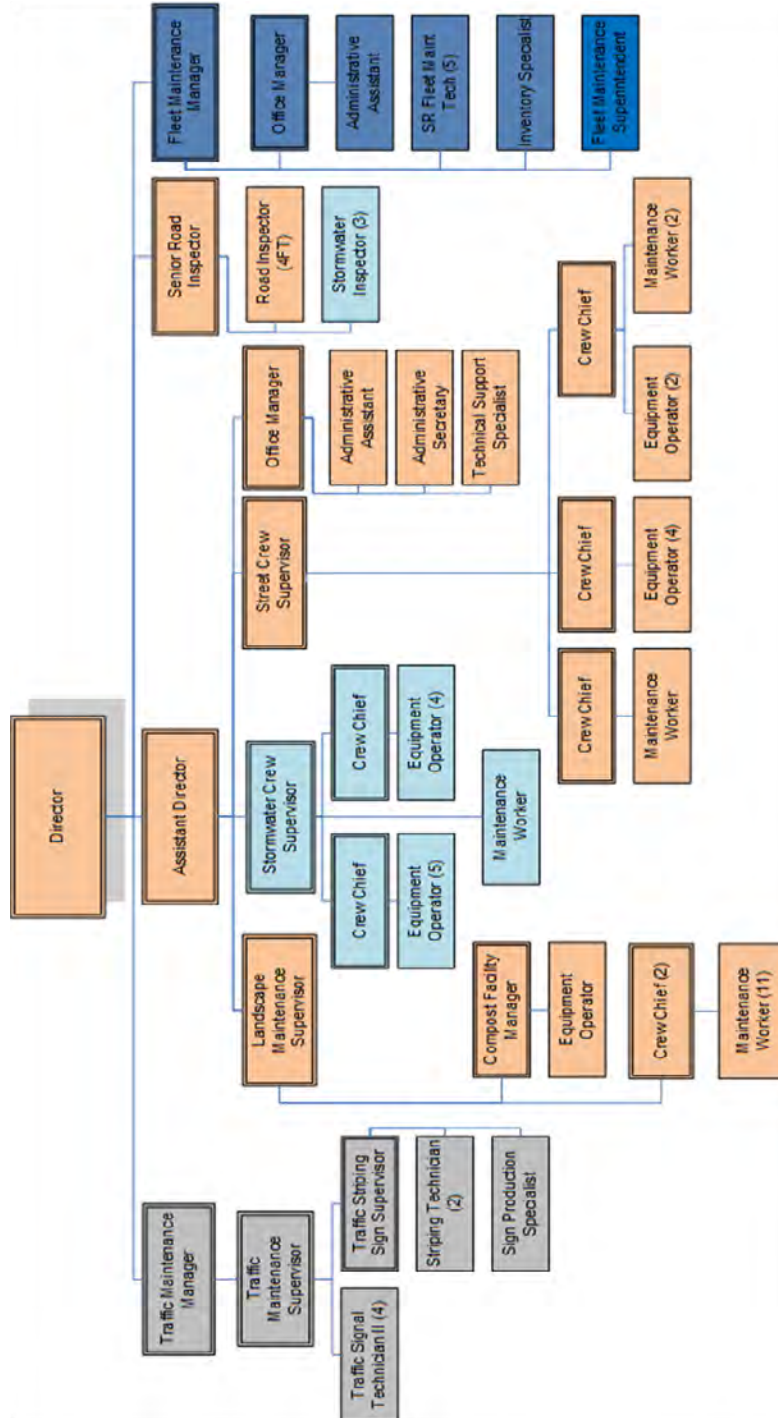 Director
Assistant Director
Traffic Maintenance
Manager
Traffic
Maintenance
Supervisor
Traffic Signal
Technician II (4)
Traffic Striping
Sign Supervisor
Striping Technician
(2)
Sign Production
Specialist
Landscape
Maintenance
Supervisor
Compost Facility
Manager
Equipment
Operator
Crew Chief (2)
Maintenance
Worker (11)
Stormwater Crew
Supervisor
Crew Chief
Equipment
Operator (5)
Crew Chief
Equipment
Operator (4)
Maintenance
Worker
Street Crew
Supervisor
Crew Chief
Maintenance
Worker
Crew Chief
Equipment
Operator (4)
Crew Chief
Equipment
Operator (2)
Maintenance
Worker (2)
Office Manager
Administrative
Assistant
Administrative
Secretary
Technical Support
Specialist
Senior Road
Inspector
Road Inspector
(4FT)
Stormwater
Inspector (3)
Fleet Maintenance
Manager
Office Manager
Administrative
Assistant
SR Fleet Maint
Tech (5)
Inventory Specialist
Fleet Maintenance
Superintendent